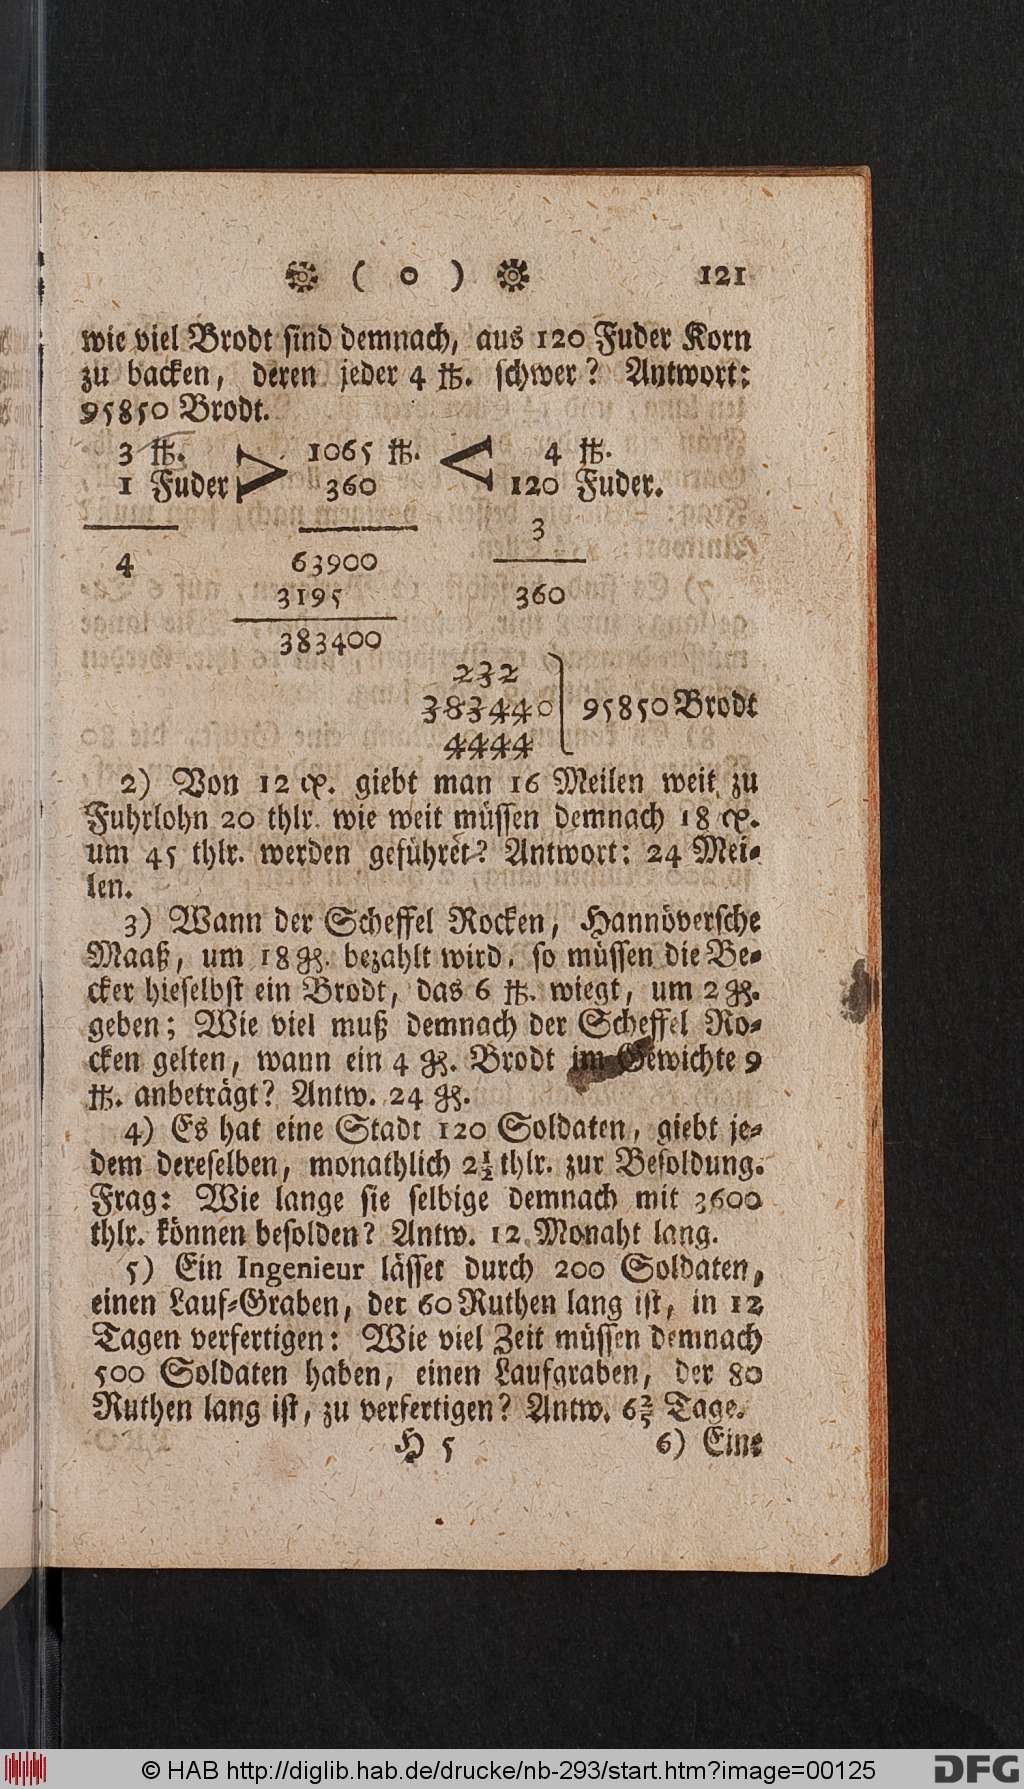 ( o ) 121
wie viel Brodt sind demnach, aus 120 Fuder Korn
zu backen, deren jeder 4 ℔. schwer? Antwort:
95850 Brodt.
3 ℔. > 1065 ℔. < 4 ℔.
1 Fuder 360 120 Fuder.
3
4 63900
3195 360
383400
232
383440 } 95850 Brodt
4444
2) Von 12 giebt man 16 Meilen weit zu
Fuhrlohn 20 thlr. wie weit müssen demnach 18
um 45 thlr. werden geführet? Antwort: 24 Mei-
len.
3) Wann der Scheffel Rocken, Hannöversche
Maaß, um 18 gg. bezahlt wird, so müssen die Be-
cker hieselbst ein Brodt, das 6 ℔. wiegt, um 2 gg.
geben; Wie viel muß demnach der Scheffel Ro-
cken gelten, wann ein 4 gg. Brodt im Gewichte 9
℔. anbeträgt? Antw. 24 gg.
4) Es hat eine Stadt 120 Soldaten, giebt je-
dem dereselben, monathlich 2½ thlr. zur Besoldung.
Frag: Wie lange sie selbige demnach mit 3600
thlr. können besolden? Antw. 12 Monaht lang.
5) Ein Ingenieur lässet durch 200 Soldaten,
einen Lauf-Graben, der 60 Ruthen lang ist, in 12
Tagen verfertigen: Wie viel Zeit müssen demnach
500 Soldaten haben, einen Laufgraben, der 80
Ruthen lang ist, zu verfertigen? Antw. 6⅖ Tage.
H 5 6) Eine
© HAB http://diglib.hab.de/drucke/nb-293/start.htm?image=00125 DFG